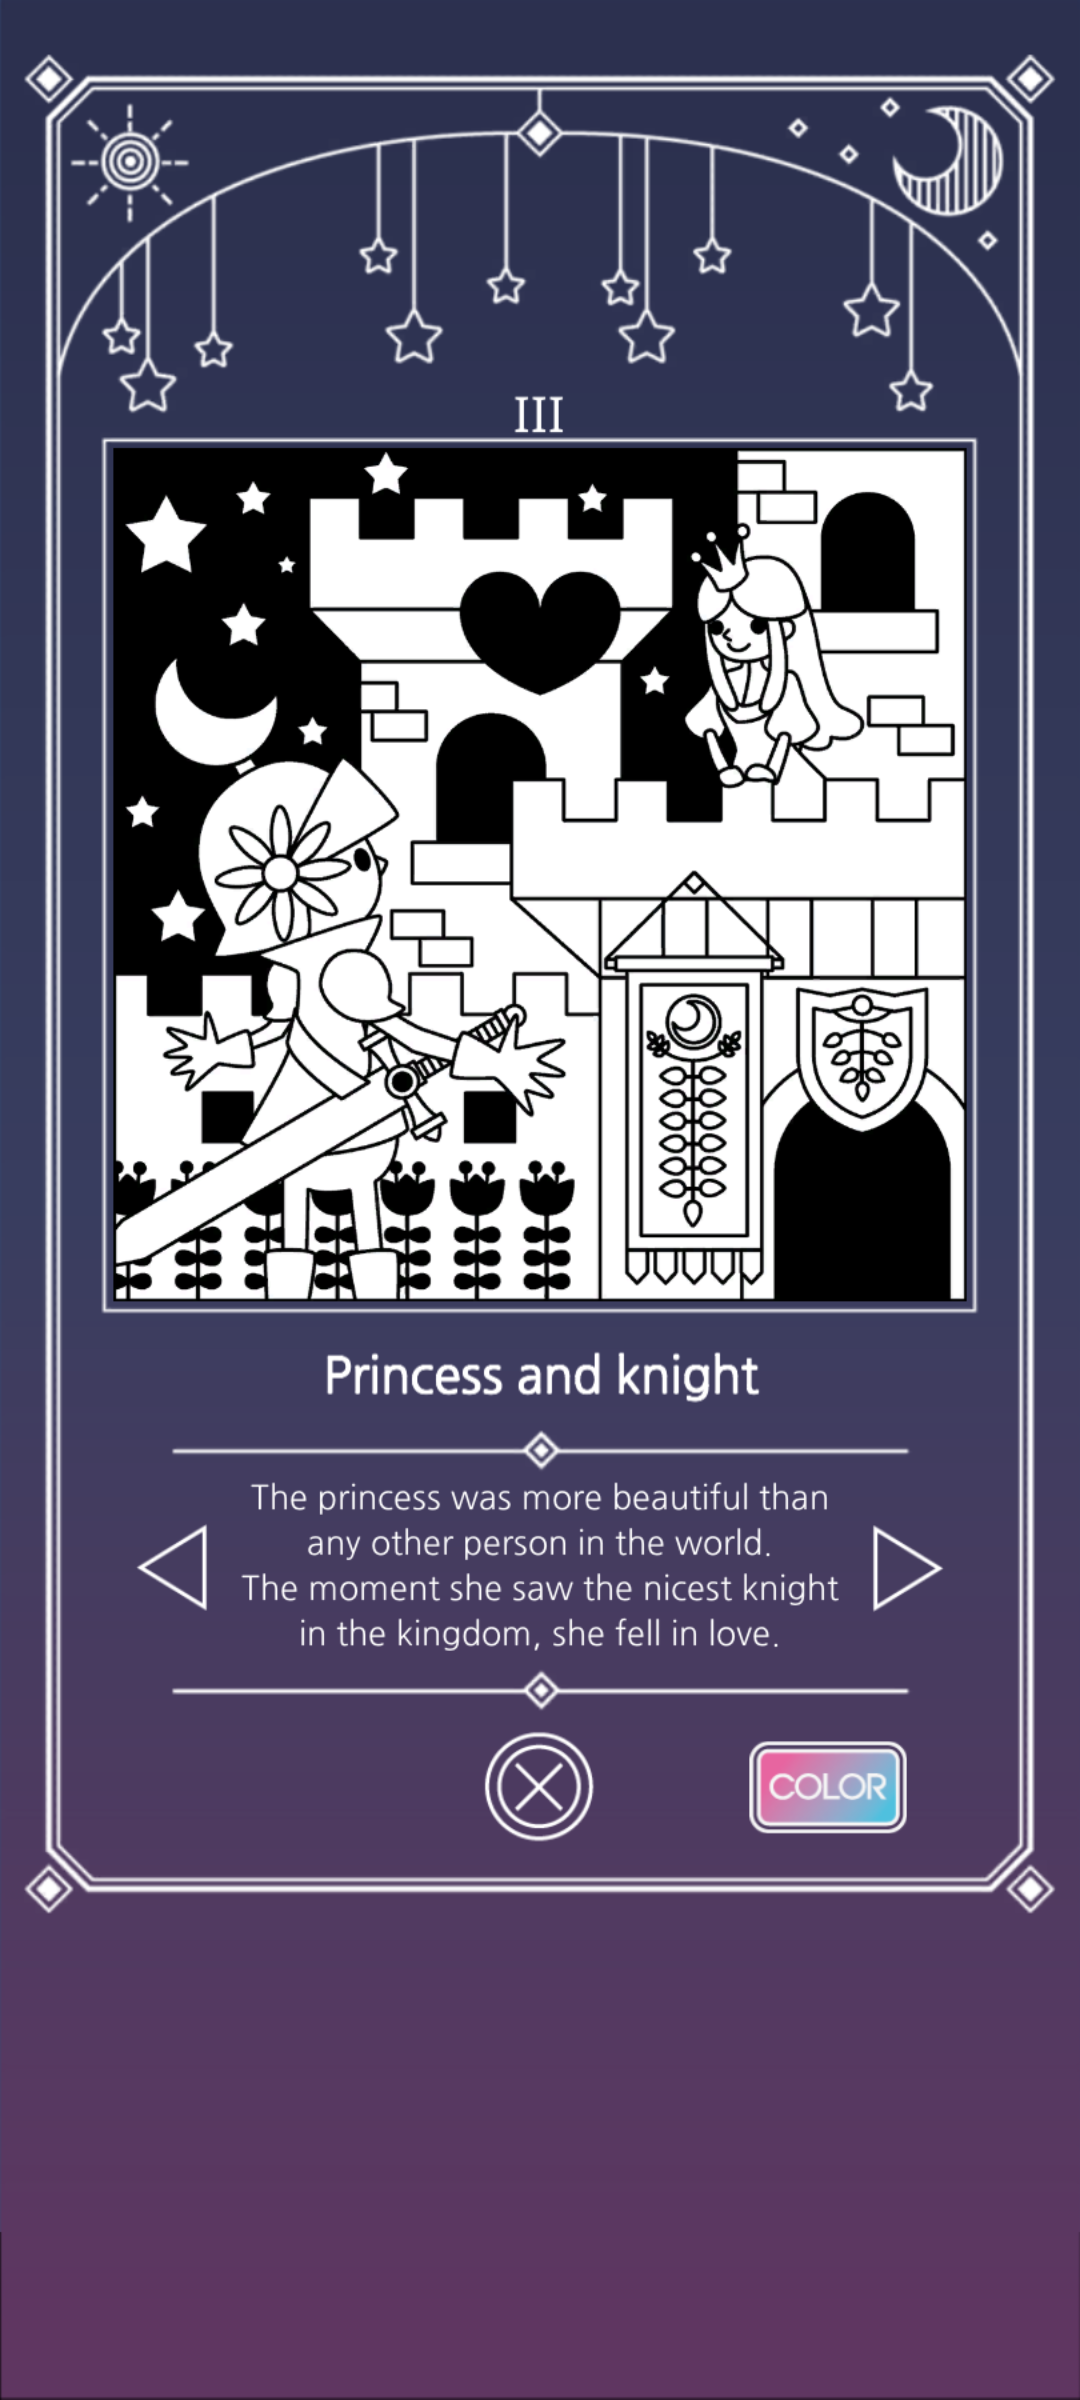 III
Princess and knight
The princess was more beautiful than
any other person in the world.
The moment she saw the nicest knight
in the kingdom, she fell in love.
COLOR